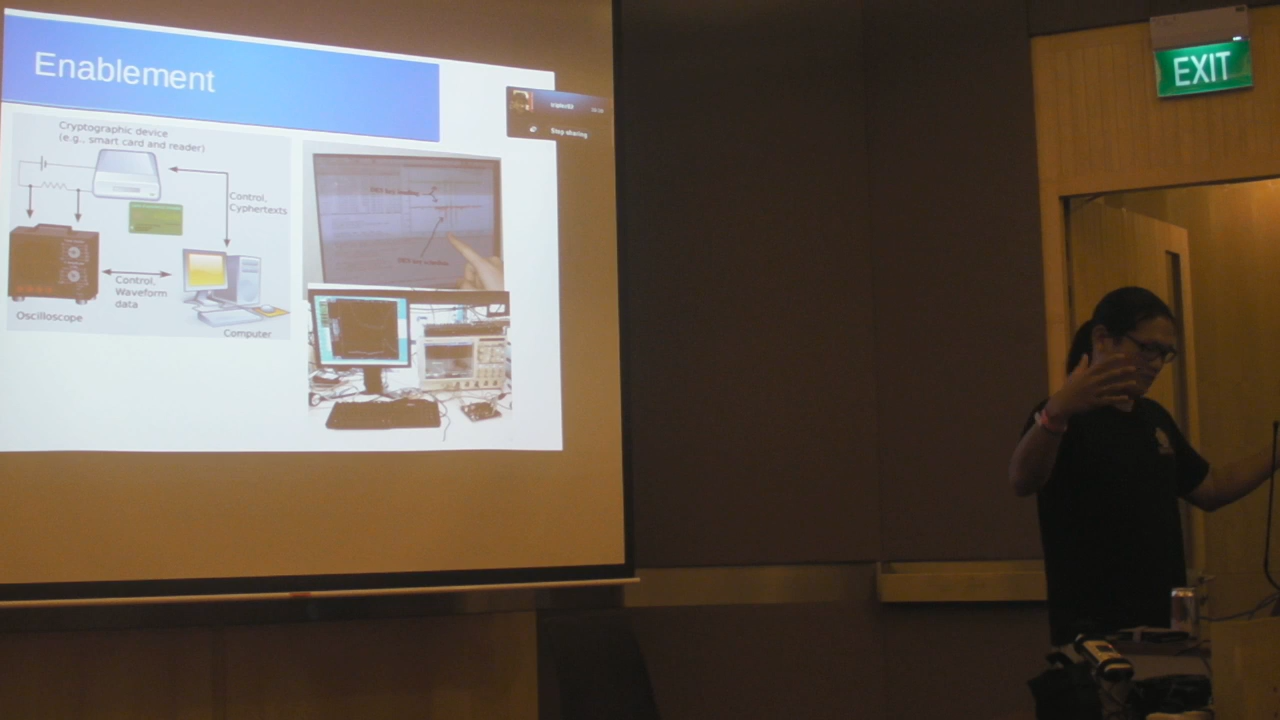 Enablement
Cryptographic device
(e.g., smart card and reader)
Control,
Cyphertexts
Control,
Waveform
data
Oscilloscope
Computer
Stop sharing
EXIT